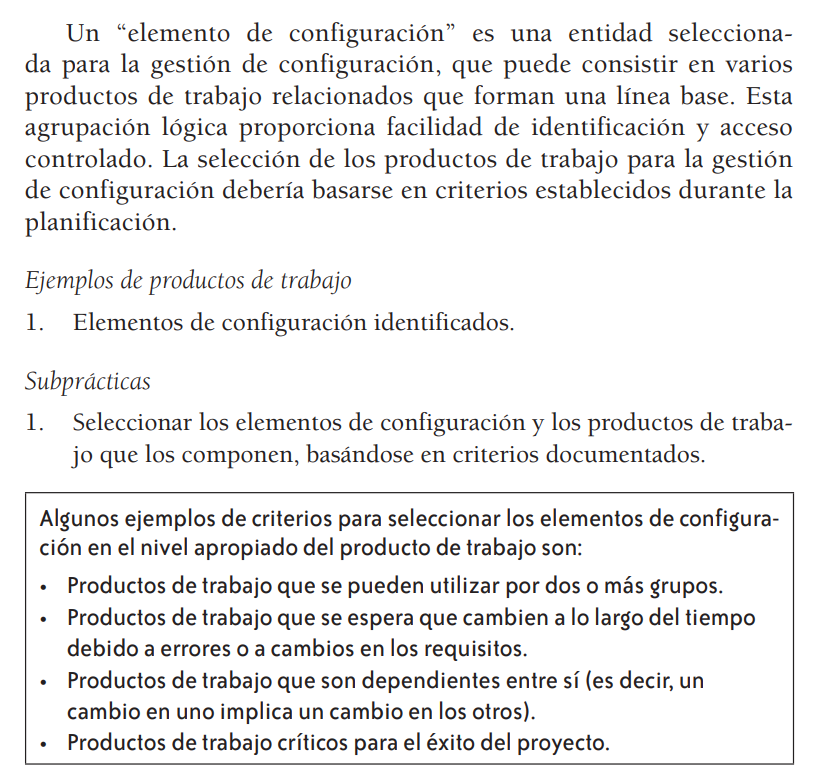 Un “elemento de configuración” es una entidad selecciona-
da para la gestión de configuración, que puede consistir en varios
productos de trabajo relacionados que forman una línea base. Esta
agrupación lógica proporciona facilidad de identificación y acceso
controlado. La selección de los productos de trabajo para la gestión
de configuración debería basarse en criterios establecidos durante la
planificación.
Ejemplos de productos de trabajo
1. Elementos de configuración identificados.
Subprácticas
1. Seleccionar los elementos de configuración y los productos de traba-
jo que los componen, basándose en criterios documentados.
Algunos ejemplos de criterios para seleccionar los elementos de configura-
ción en el nivel apropiado del producto de trabajo son:
• Productos de trabajo que se pueden utilizar por dos o más grupos.
• Productos de trabajo que se espera que cambien a lo largo del tiempo
debido a errores o a cambios en los requisitos.
• Productos de trabajo que son dependientes entre sí (es decir, un
cambio en uno implica un cambio en los otros).
• Productos de trabajo críticos para el éxito del proyecto.